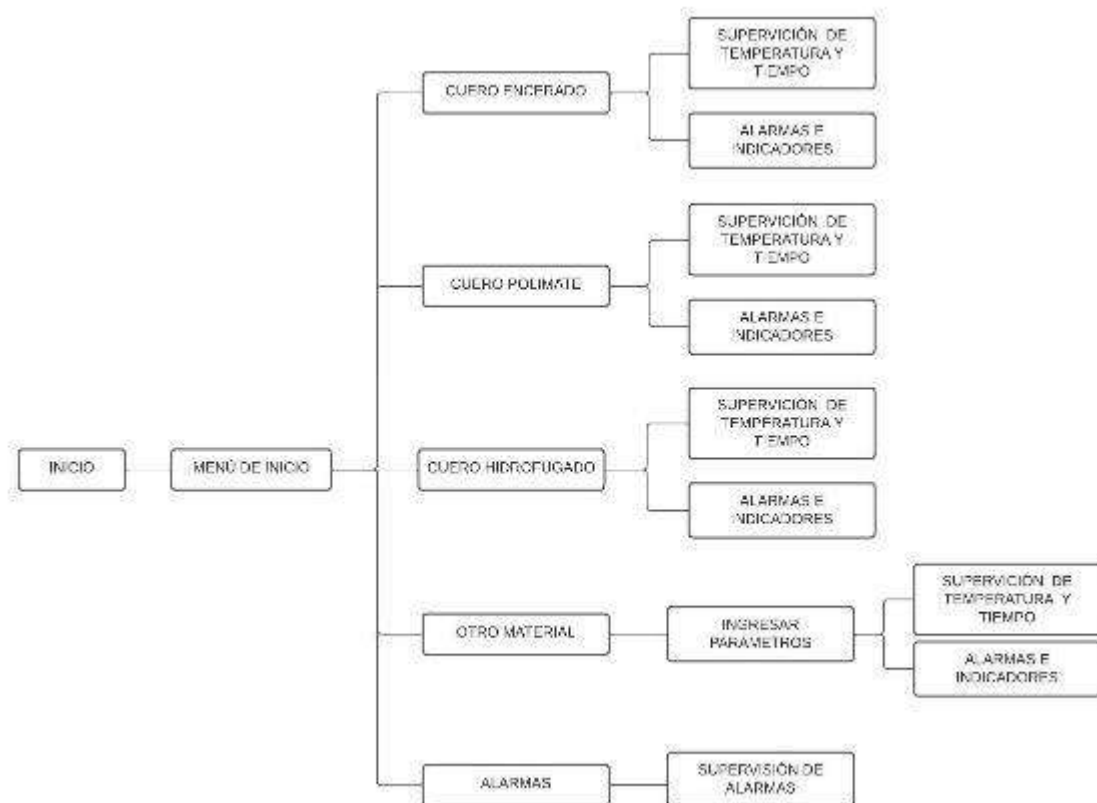 SUPERVICIÓN DE
TEMPERATURA Y
TIEMPO
CUERO ENCERADO
ALARMAS E
INDICADORES
SUPERVICIÓN DE
TEMPERATURA Y
TIEMPO
CUERO POLIMATE
ALARMAS E
INDICADORES
SUPERVICIÓN DE
TEMPERATURA Y
TIEMPO
INICIO
MENÚ DE INICIO
CUERO HIDROFUGADO
ALARMAS E
INDICADORES
SUPERVICIÓN DE
TEMPERATURA Y
TIEMPO
OTRO MATERIAL
INGRESAR
PARAMETROS
ALARMAS E
INDICADORES
ALARMAS
SUPERVISIÓN DE
ALARMAS